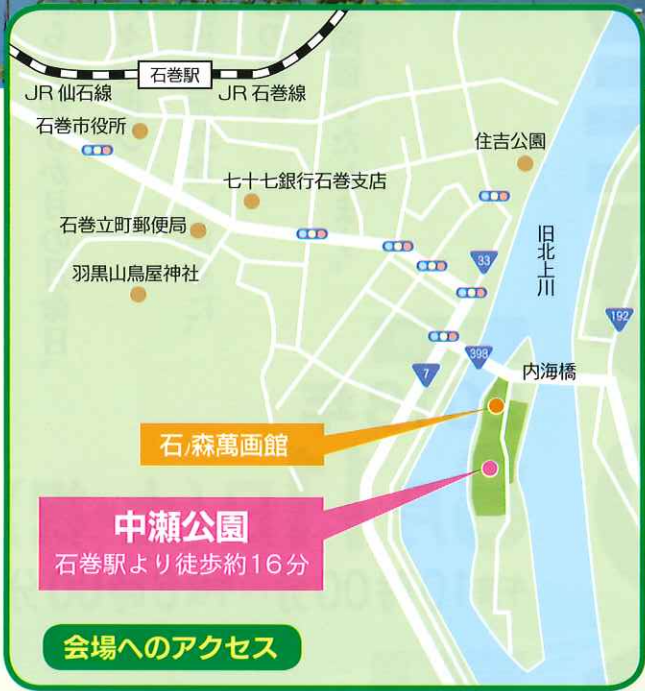 石巻駅
JR 仙石線
JR 石巻線
石巻市役所
住吉公園
七十七銀行石巻支店
石巻立町郵便局
旧北上川
羽黒山鳥屋神社
33
192
398
7
内海橋
石ノ森萬画館
中瀬公園
石巻駅より徒歩約16分
会場へのアクセス